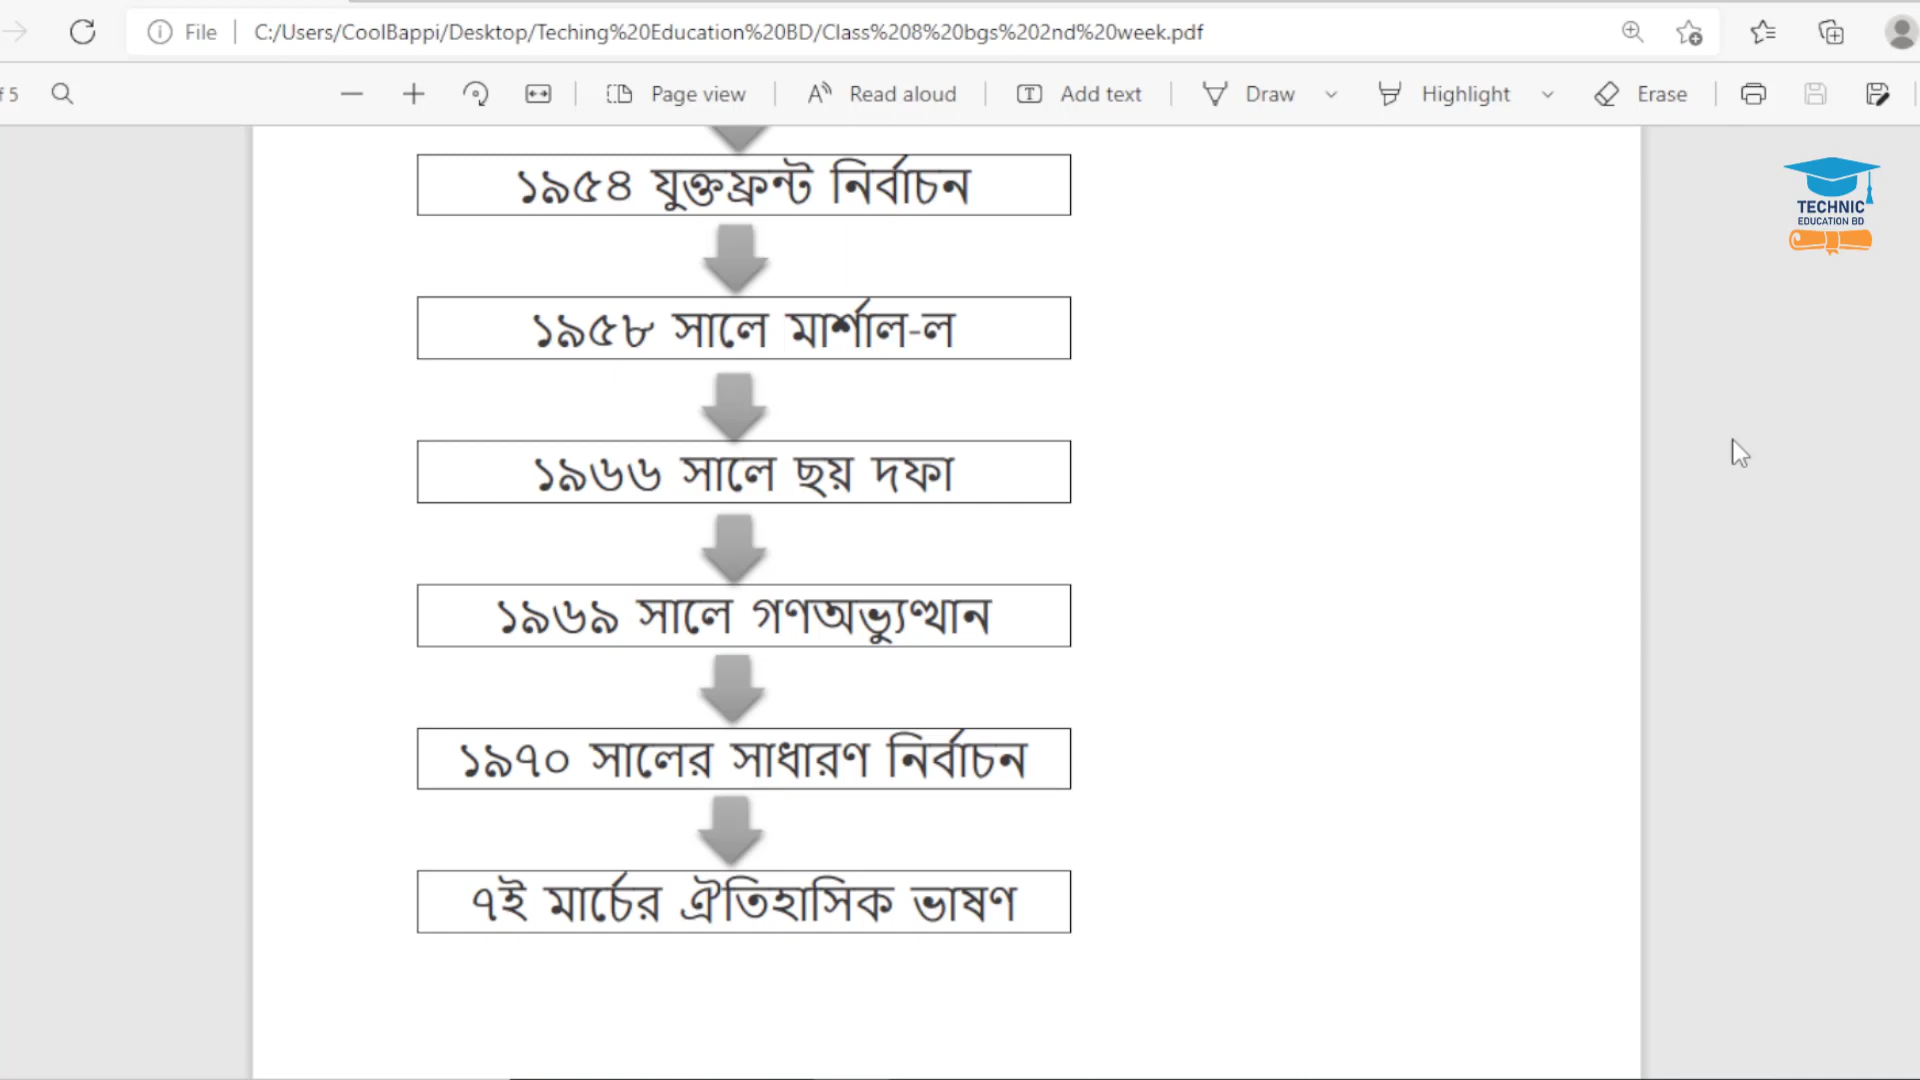 File
C:/Users/CoolBappi/Desktop/Teching%20Education%20BD/Class%208%20bgs%202nd%20week.pdf
f 5
Page view
Read aloud
Add text
Draw
Highlight
Erase
১৯৫৪ যুক্তফ্রন্ট নির্বাচন
TECHNIC
EDUCATION BD
১৯৫৮ সালে মার্শাল-ল
১৯৬৬ সালে ছয় দফা
১৯৬৯ সালে গণঅভ্যুত্থান
১৯৭০ সালের সাধারণ নির্বাচন
৭ই মার্চের ঐতিহাসিক ভাষণ